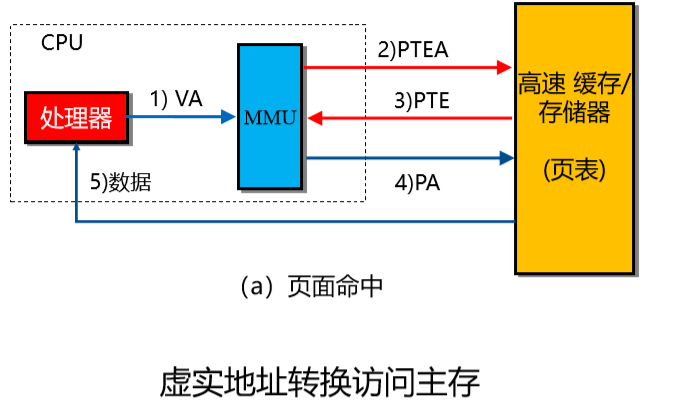 CPU
处理器
1) VA
MMU
2)PTEA
3)PTE
4)PA
5)数据
高速 缓存/
存储器
(页表)
（a）页面命中
虚实地址转换访问主存